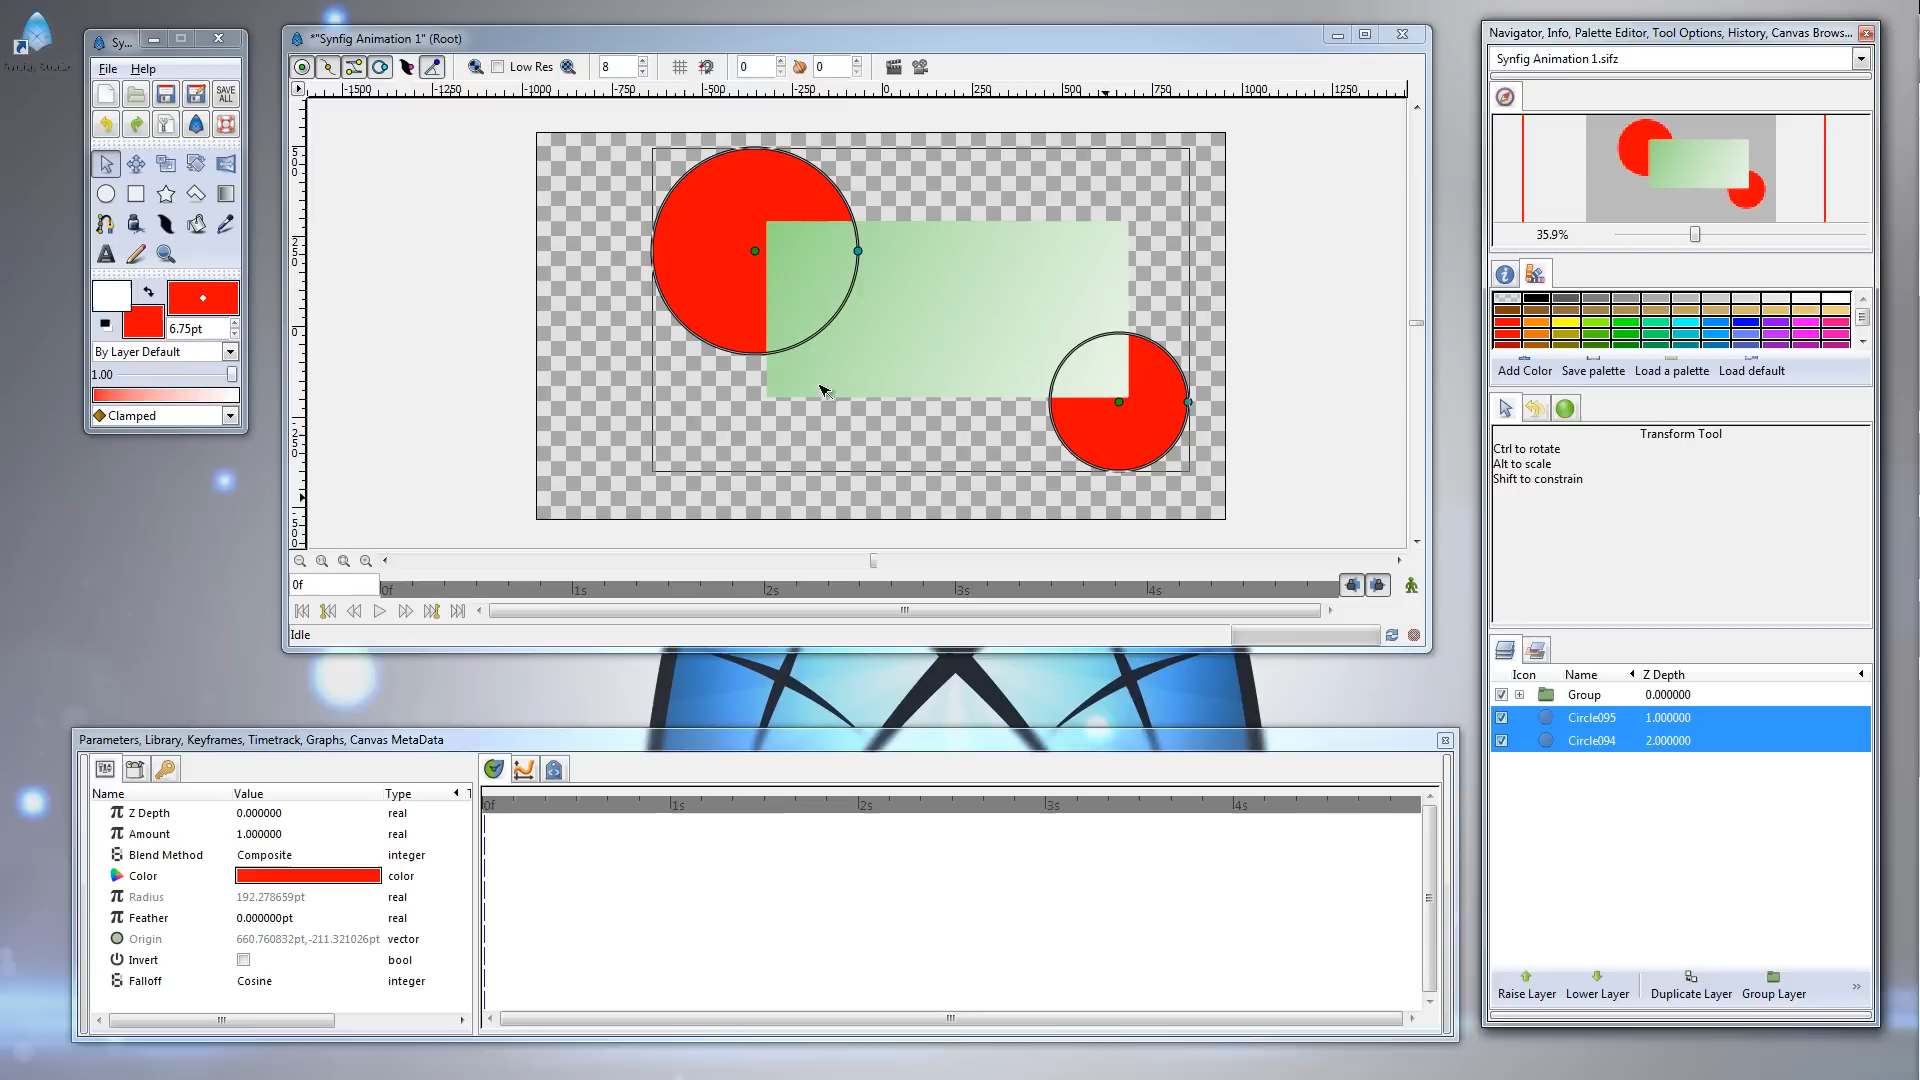 Sy...
File Help
SAVE ALL
6.75pt
By Layer Default
1.00
Clamped
*"Synfig Animation 1" (Root)
Low Res
8
0
0
-1500 -1000 -750 -500 -250 0 250 500 750 1000 1250
0f
0f 1s 2s 3s 4s
Idle
Navigator, Info, Palette Editor, Tool Options, History, Canvas Brows...
Synfig Animation 1.sifz
35.9%
Add Color Save palette Load a palette Load default
Transform Tool
Ctrl to rotate
Alt to scale
Shift to constrain
Icon Name Z Depth
Group 0.000000
Circle095 1.000000
Circle094 2.000000
Raise Layer Lower Layer Duplicate Layer Group Layer
Parameters, Library, Keyframes, Timetrack, Graphs, Canvas MetaData
Name Value Type
Z Depth 0.000000 real
Amount 1.000000 real
Blend Method Composite integer
Color color
Radius 192.278659pt real
Feather 0.000000pt real
Origin 660.760832pt,-211.321026pt vector
Invert bool
Falloff Cosine integer
0f 1s 2s 3s 4s